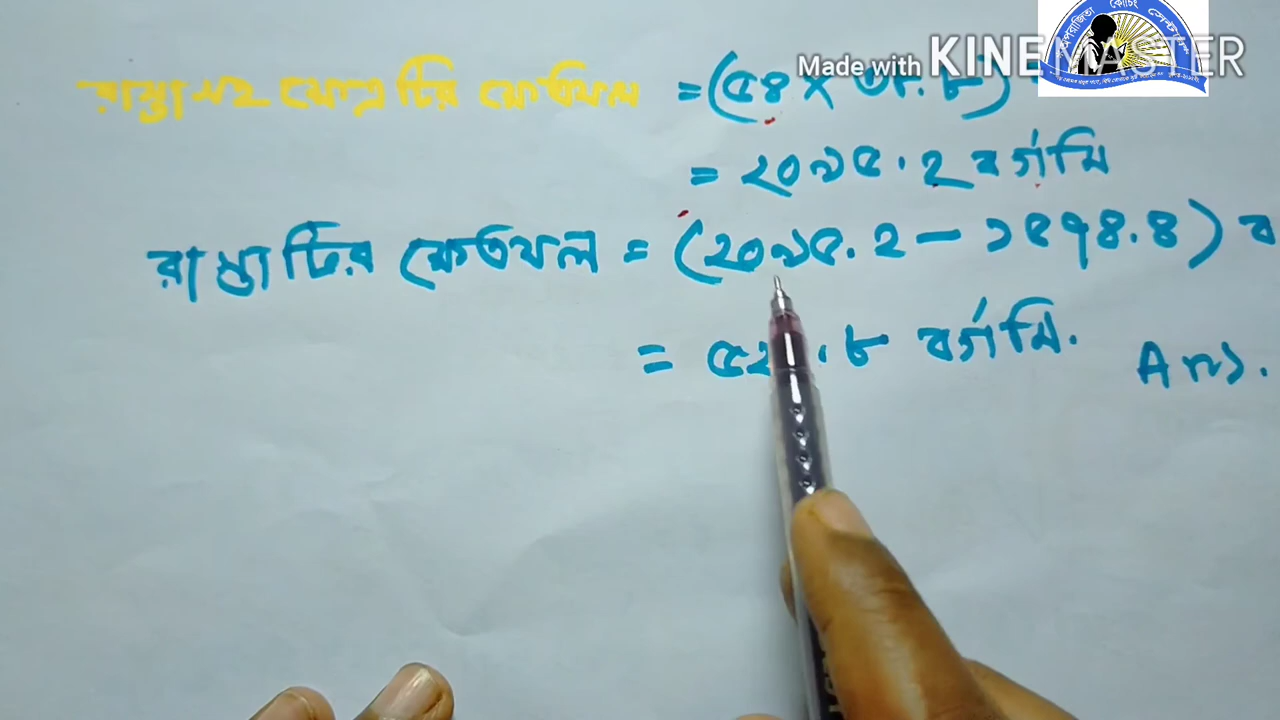 Made with KINEMASTER
রাস্তাসহ ক্ষেত্রটির ক্ষেত্রফল = (৫৪ × ৩৮.৮)
= ২০৯৫.২ বর্গমি
রাস্তাটির ক্ষেত্রফল = (২০৯৫.২ – ১৫৭৪.৪) ব
= ৫২.৮ বর্গমি. Ans.